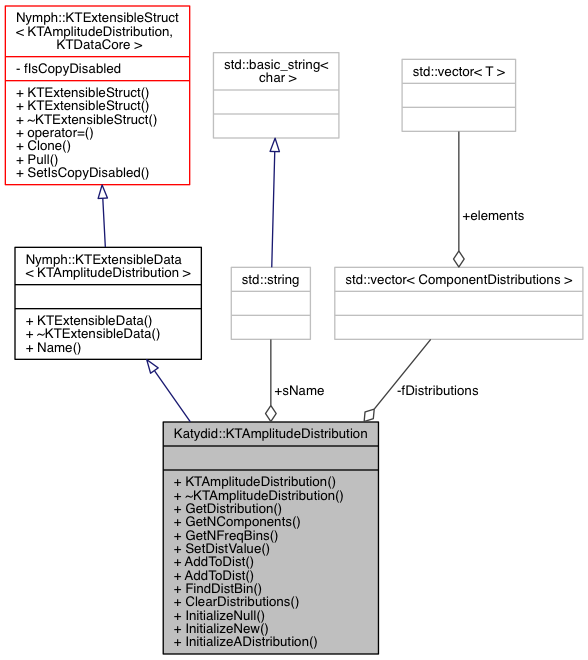 Nymph::KTExtensibleStruct
< KTAmplitudeDistribution,
KTDataCore >
- fIsCopyDisabled
+ KTExtensibleStruct()
+ KTExtensibleStruct()
+ ~KTExtensibleStruct()
+ operator=()
+ Clone()
+ Pull()
+ SetIsCopyDisabled()
std::basic_string<
char >
std::vector< T >
+elements
Nymph::KTExtensibleData
< KTAmplitudeDistribution >
+ KTExtensibleData()
+ ~KTExtensibleData()
+ Name()
std::string
std::vector< ComponentDistributions >
+sName
-fDistributions
Katydid::KTAmplitudeDistribution
+ KTAmplitudeDistribution()
+ ~KTAmplitudeDistribution()
+ GetDistribution()
+ GetNComponents()
+ GetNFreqBins()
+ SetDistValue()
+ AddToDist()
+ AddToDist()
+ FindDistBin()
+ ClearDistributions()
+ InitializeNull()
+ InitializeNew()
+ InitializeADistribution()